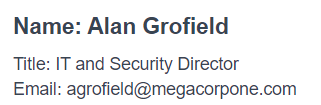 Name: Alan Grofield
Title: IT and Security Director
Email: agrofield@megacorpone.com